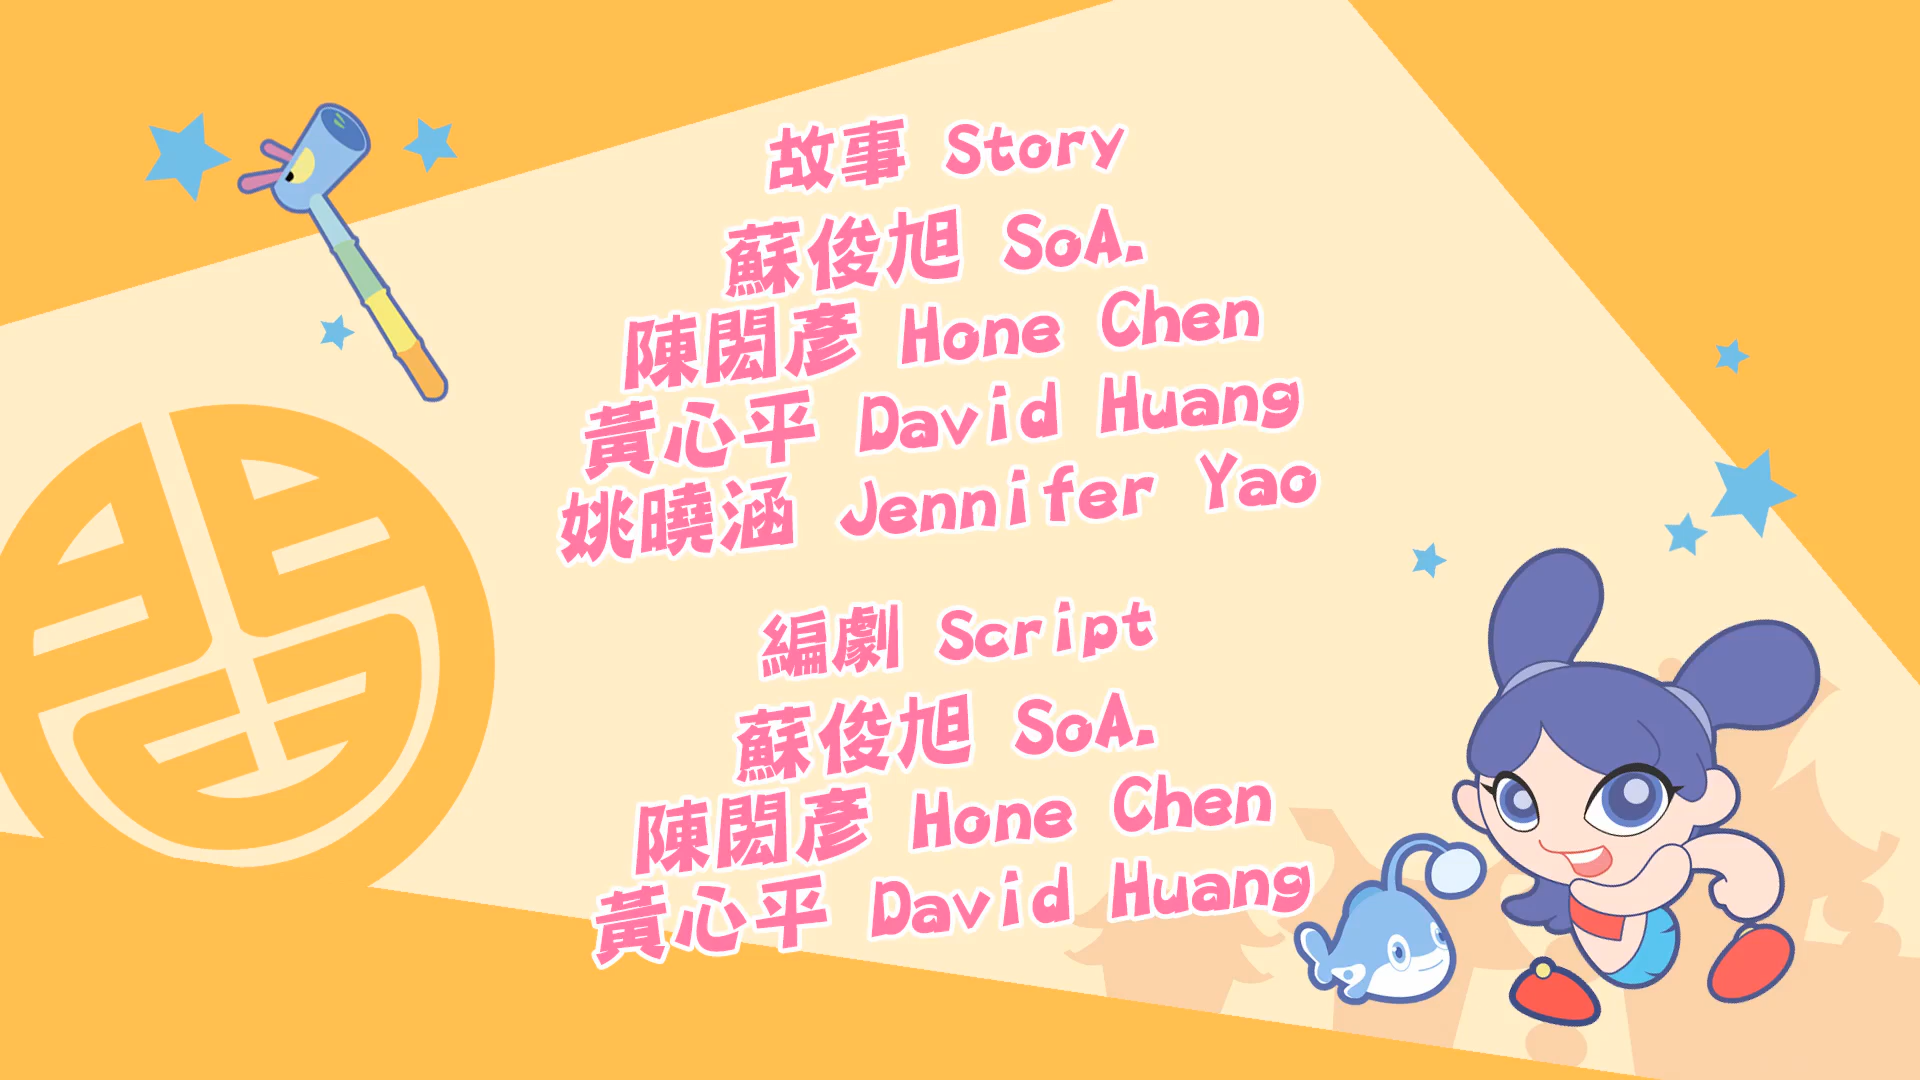 故事 Story
蘇俊旭 SoA.
陳閎彥 Hone Chen
黃心平 David Huang
姚曉涵 Jennifer Yao
編劇 Script
蘇俊旭 SoA.
陳閎彥 Hone Chen
黃心平 David Huang